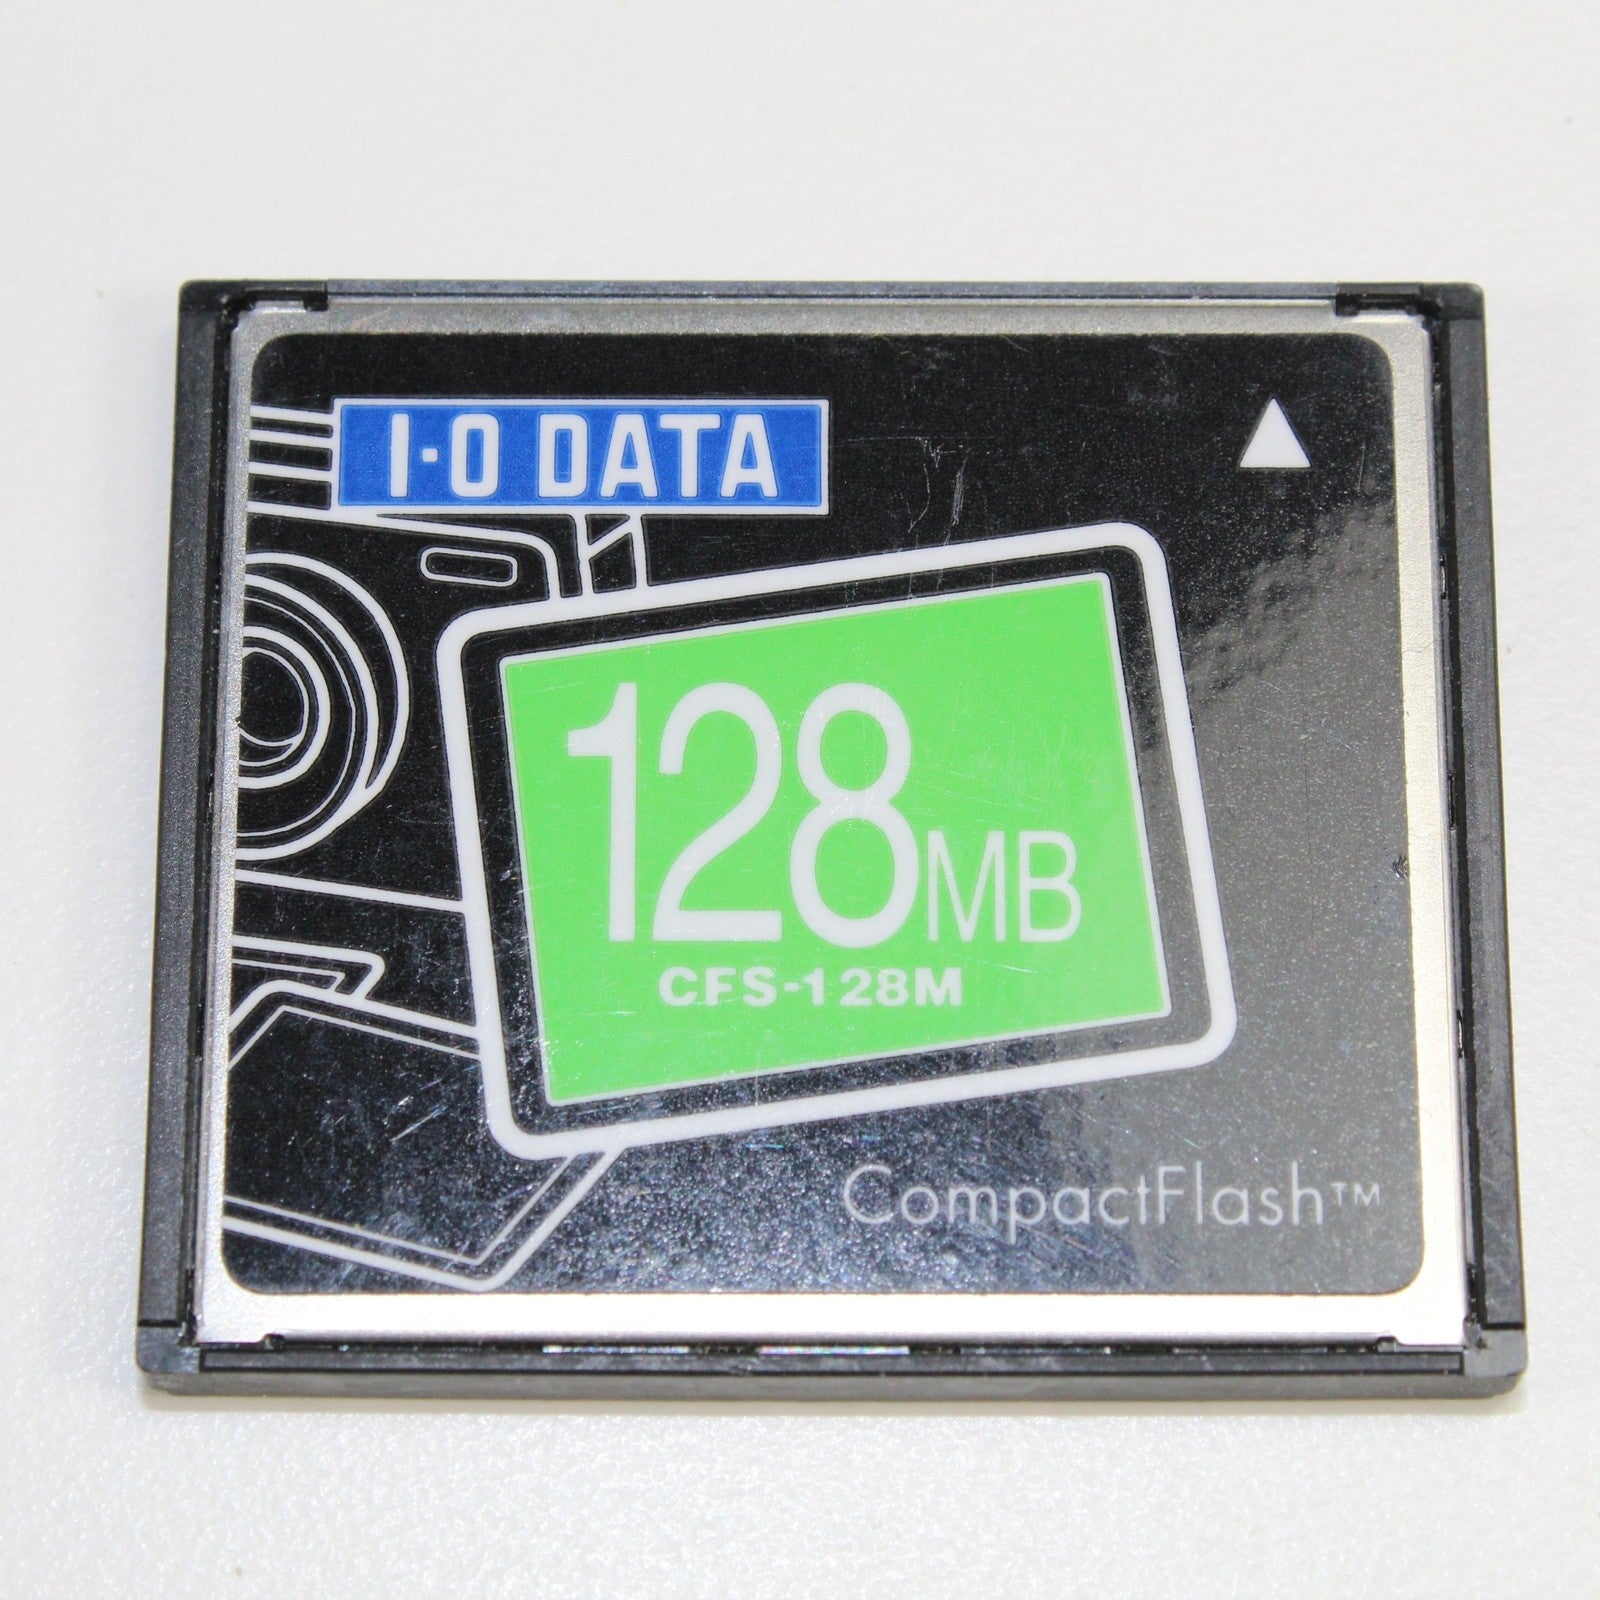 I·O DATA
128MB
CFS-128M
CompactFlash™